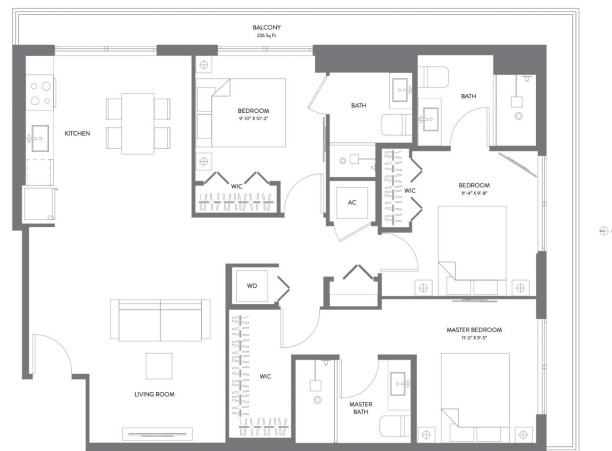 BALCONY
226 Sq Ft
BEDROOM
9'-10" X 10'-2"
BATH
BATH
KITCHEN
WIC
WIC
BEDROOM
11'-4" X 9'-8"
AC
WD
MASTER BEDROOM
11'-5" X 9'-5"
WIC
LIVING ROOM
MASTER
BATH